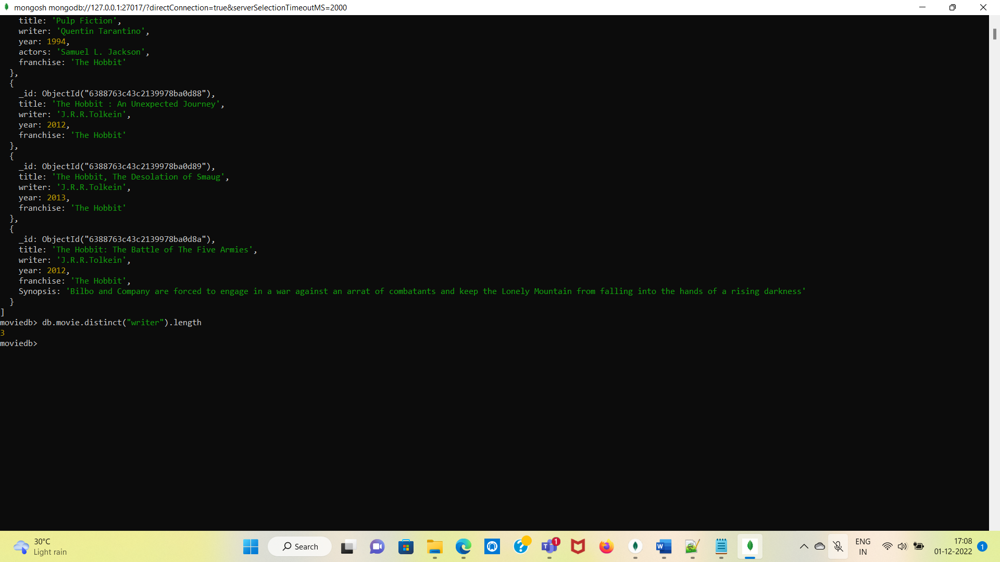 mongosh mongodb://127.0.0.1:27017/?directConnection=true&serverSelectionTimeoutMS=2000
title: 'Pulp Fiction',
writer: 'Quentin Tarantino',
year: 1994,
actors: 'Samuel L. Jackson',
franchise: 'The Hobbit'
},
{
_id: ObjectId("6388763c43c2139978ba0d88"),
title: 'The Hobbit : An Unexpected Journey',
writer: 'J.R.R.Tolkein',
year: 2012,
franchise: 'The Hobbit'
},
{
_id: ObjectId("6388763c43c2139978ba0d89"),
title: 'The Hobbit, The Desolation of Smaug',
writer: 'J.R.R.Tolkein',
year: 2013,
franchise: 'The Hobbit'
},
{
_id: ObjectId("6388763c43c2139978ba0d8a"),
title: 'The Hobbit: The Battle of The Five Armies',
writer: 'J.R.R.Tolkein',
year: 2012,
franchise: 'The Hobbit',
Synopsis: 'Bilbo and Company are forced to engage in a war against an arrat of combatants and keep the Lonely Mountain from falling into the hands of a rising darkness'
}
]
moviedb> db.movie.distinct("writer").length
3
moviedb>
30°C
Light rain
Search
1
ENG
IN
17:08
01-12-2022
1